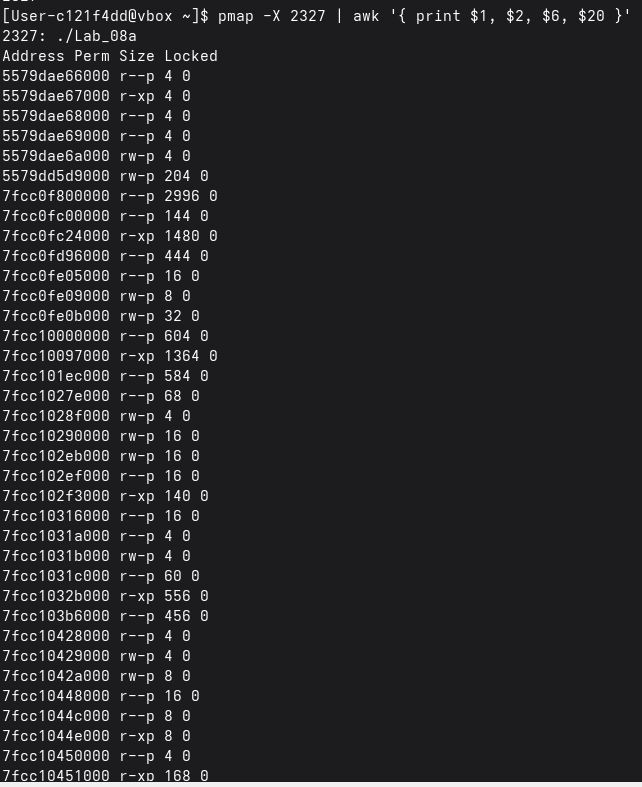 [User-c121f4dd@vbox ~]$ pmap -X 2327 | awk '{ print $1, $2, $6, $20 }'
2327: ./Lab_08a
Address Perm Size Locked
5579dae66000 r--p 4 0
5579dae67000 r-xp 4 0
5579dae68000 r--p 4 0
5579dae69000 r--p 4 0
5579dae6a000 rw-p 4 0
5579dd5d9000 rw-p 204 0
7fcc0f800000 r--p 2996 0
7fcc0fc00000 r--p 144 0
7fcc0fc24000 r-xp 1480 0
7fcc0fd96000 r--p 444 0
7fcc0fe05000 r--p 16 0
7fcc0fe09000 rw-p 8 0
7fcc0fe0b000 rw-p 32 0
7fcc10000000 r--p 604 0
7fcc10097000 r-xp 1364 0
7fcc101ec000 r--p 584 0
7fcc1027e000 r--p 68 0
7fcc1028f000 rw-p 4 0
7fcc10290000 rw-p 16 0
7fcc102eb000 rw-p 16 0
7fcc102ef000 r--p 16 0
7fcc102f3000 r-xp 140 0
7fcc10316000 r--p 16 0
7fcc1031a000 r--p 4 0
7fcc1031b000 rw-p 4 0
7fcc1031c000 r--p 60 0
7fcc1032b000 r-xp 556 0
7fcc103b6000 r--p 456 0
7fcc10428000 r--p 4 0
7fcc10429000 rw-p 4 0
7fcc1042a000 rw-p 8 0
7fcc10448000 r--p 16 0
7fcc1044c000 r--p 8 0
7fcc1044e000 r-xp 8 0
7fcc10450000 r--p 4 0
7fcc10451000 r-xp 168 0